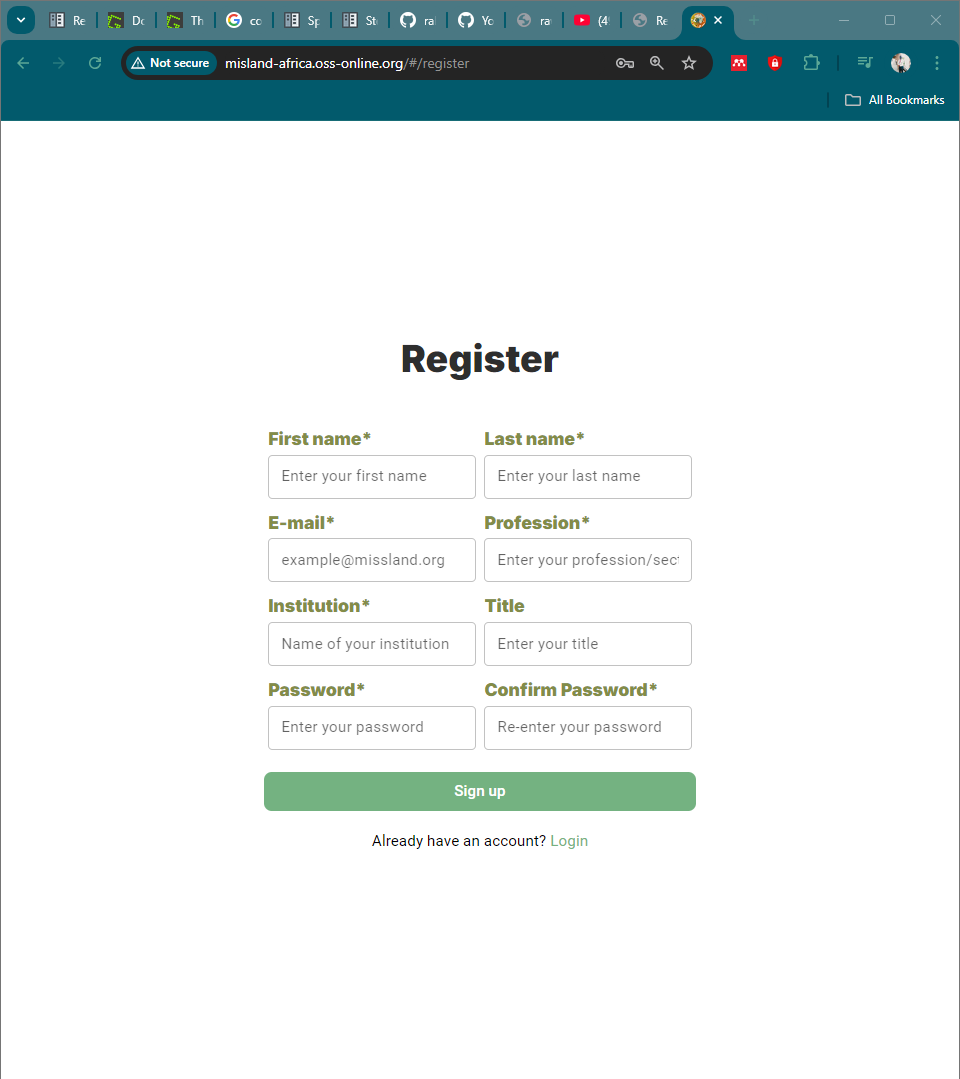 Re
Do
Th
cc
Sp
St
ral
Yo
ra
(4
Re
Not secure
misland-africa.oss-online.org/#/register
All Bookmarks
Register
First name* Last name*
Enter your first name Enter your last name
E-mail* Profession*
example@missland.org Enter your profession/sect
Institution* Title
Name of your institution Enter your title
Password* Confirm Password*
Enter your password Re-enter your password
Sign up
Already have an account? Login